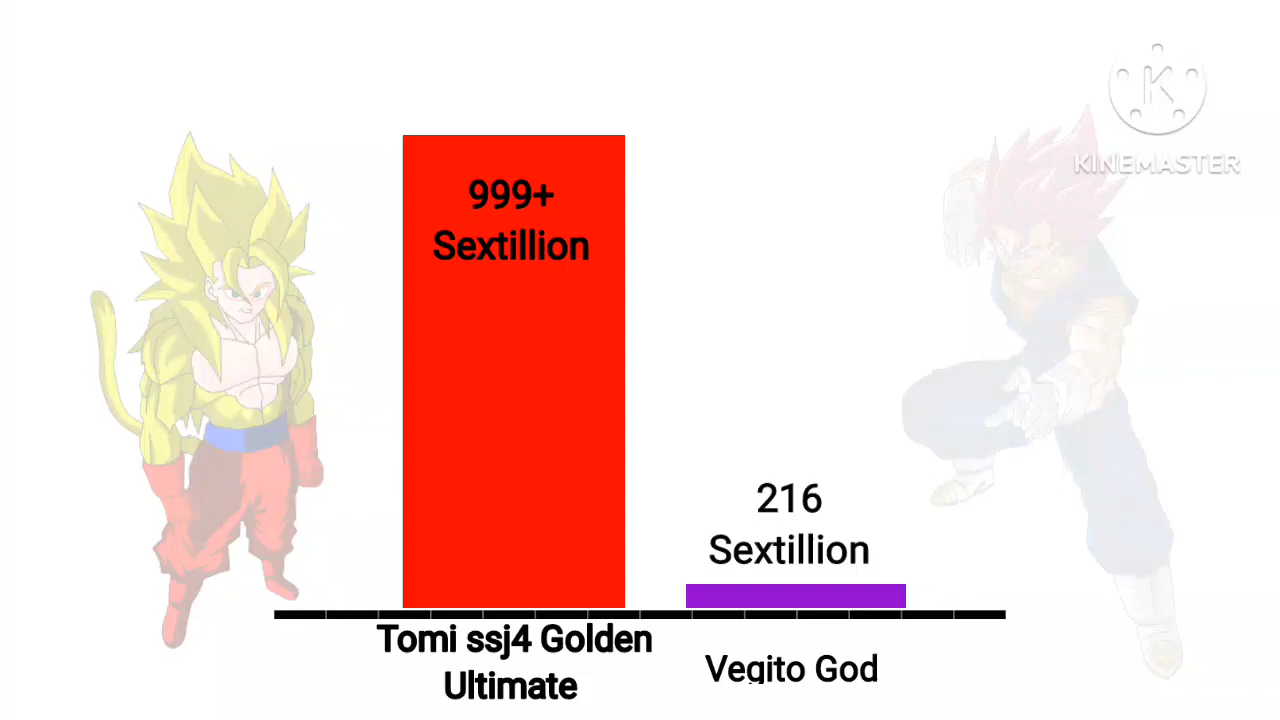 KINEMASTER
999+
Sextillion
216
Sextillion
Tomi ssj4 Golden
Ultimate
Vegito God